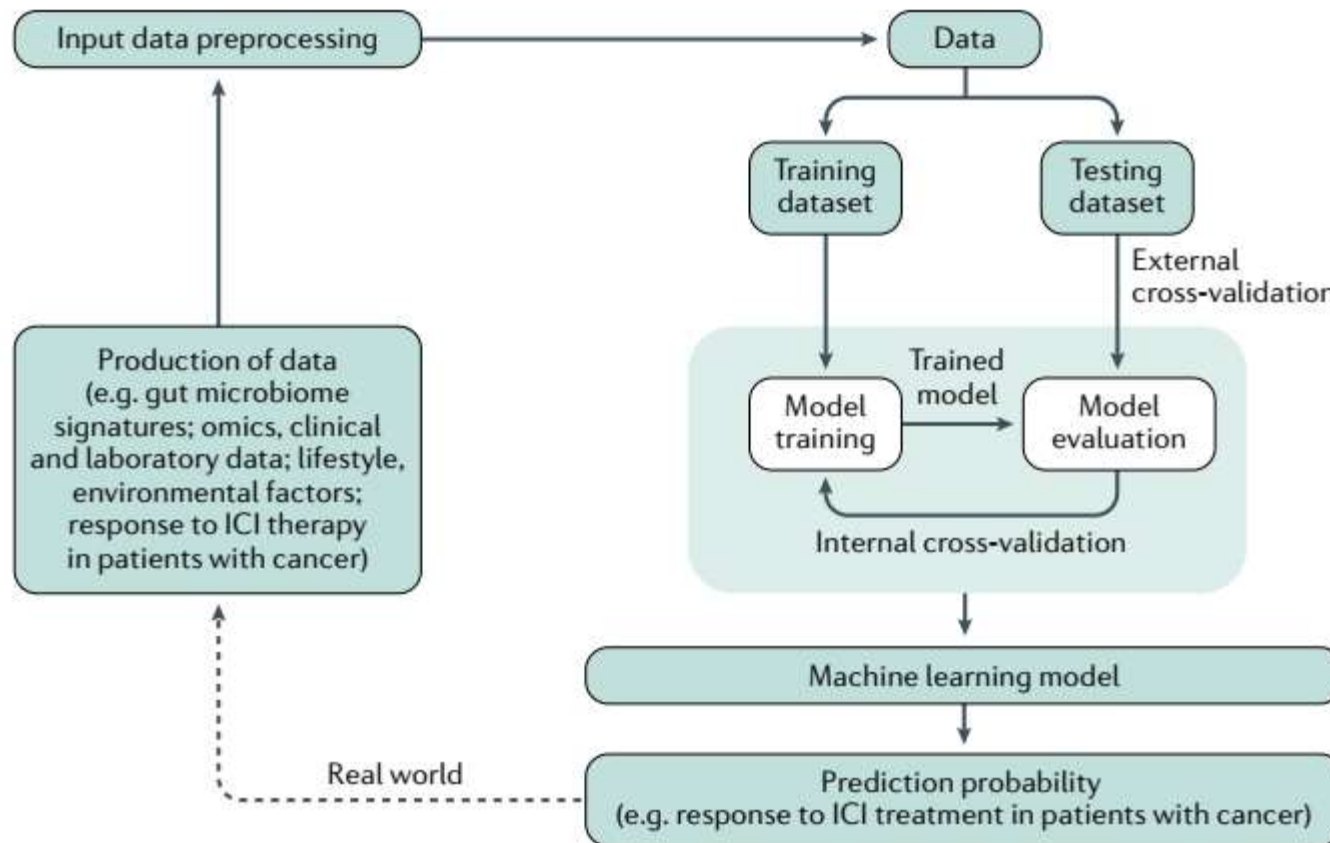 Input data preprocessing
Data
Training
dataset
Testing
dataset
External
cross-validation
Production of data
(e.g. gut microbiome
signatures; omics, clinical
and laboratory data; lifestyle,
environmental factors;
response to ICI therapy
in patients with cancer)
Model
training
Trained
model
Model
evaluation
Internal cross-validation
Machine learning model
Real world
Prediction probability
(e.g. response to ICI treatment in patients with cancer)